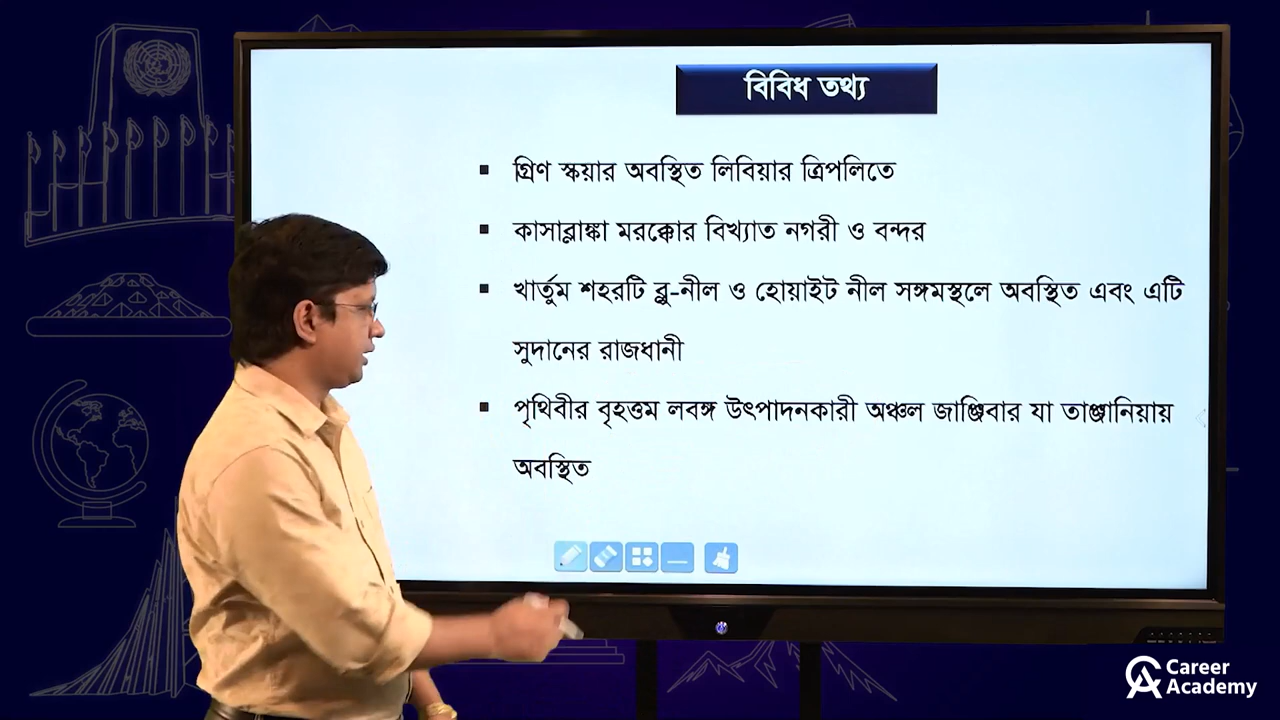 বিবিধ তথ্য
▪ গ্রিণ স্কয়ার অবস্থিত লিবিয়ার ত্রিপলিতে
▪ কাসাব্লাঙ্কা মরক্কোর বিখ্যাত নগরী ও বন্দর
▪ খার্তুম শহরটি ব্লু-নীল ও হোয়াইট নীল সঙ্গমস্থলে অবস্থিত এবং এটি
সুদানের রাজধানী
▪ পৃথিবীর বৃহত্তম লবঙ্গ উৎপাদনকারী অঞ্চল জাঞ্জিবার যা তাঞ্জানিয়ায়
অবস্থিত
Career
Academy